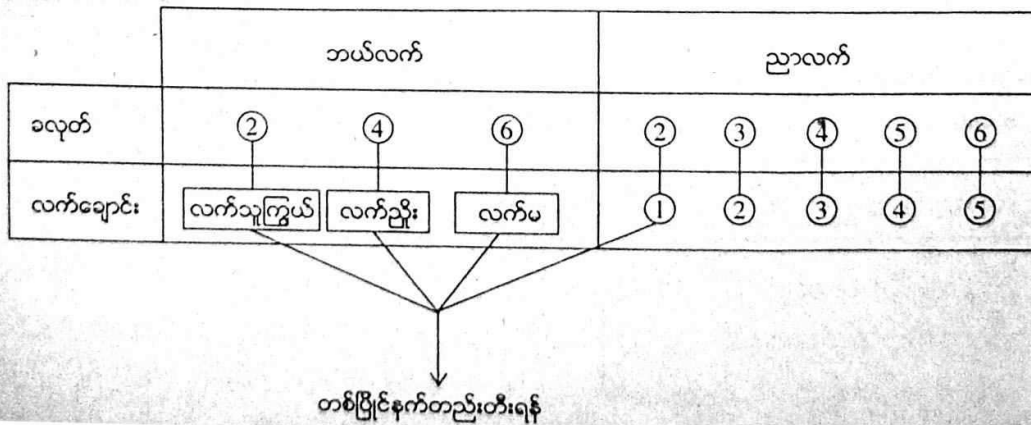 ဘယ်လက် ညာလက်
ခလုတ် ② ④ ⑥ ② ③ ④ ⑤ ⑥
လက်ချောင်း လက်သူကြွယ် လက်ညှိုး လက်မ ① ② ③ ④ ⑤
တစ်ပြိုင်နက်တည်းတီးရန်